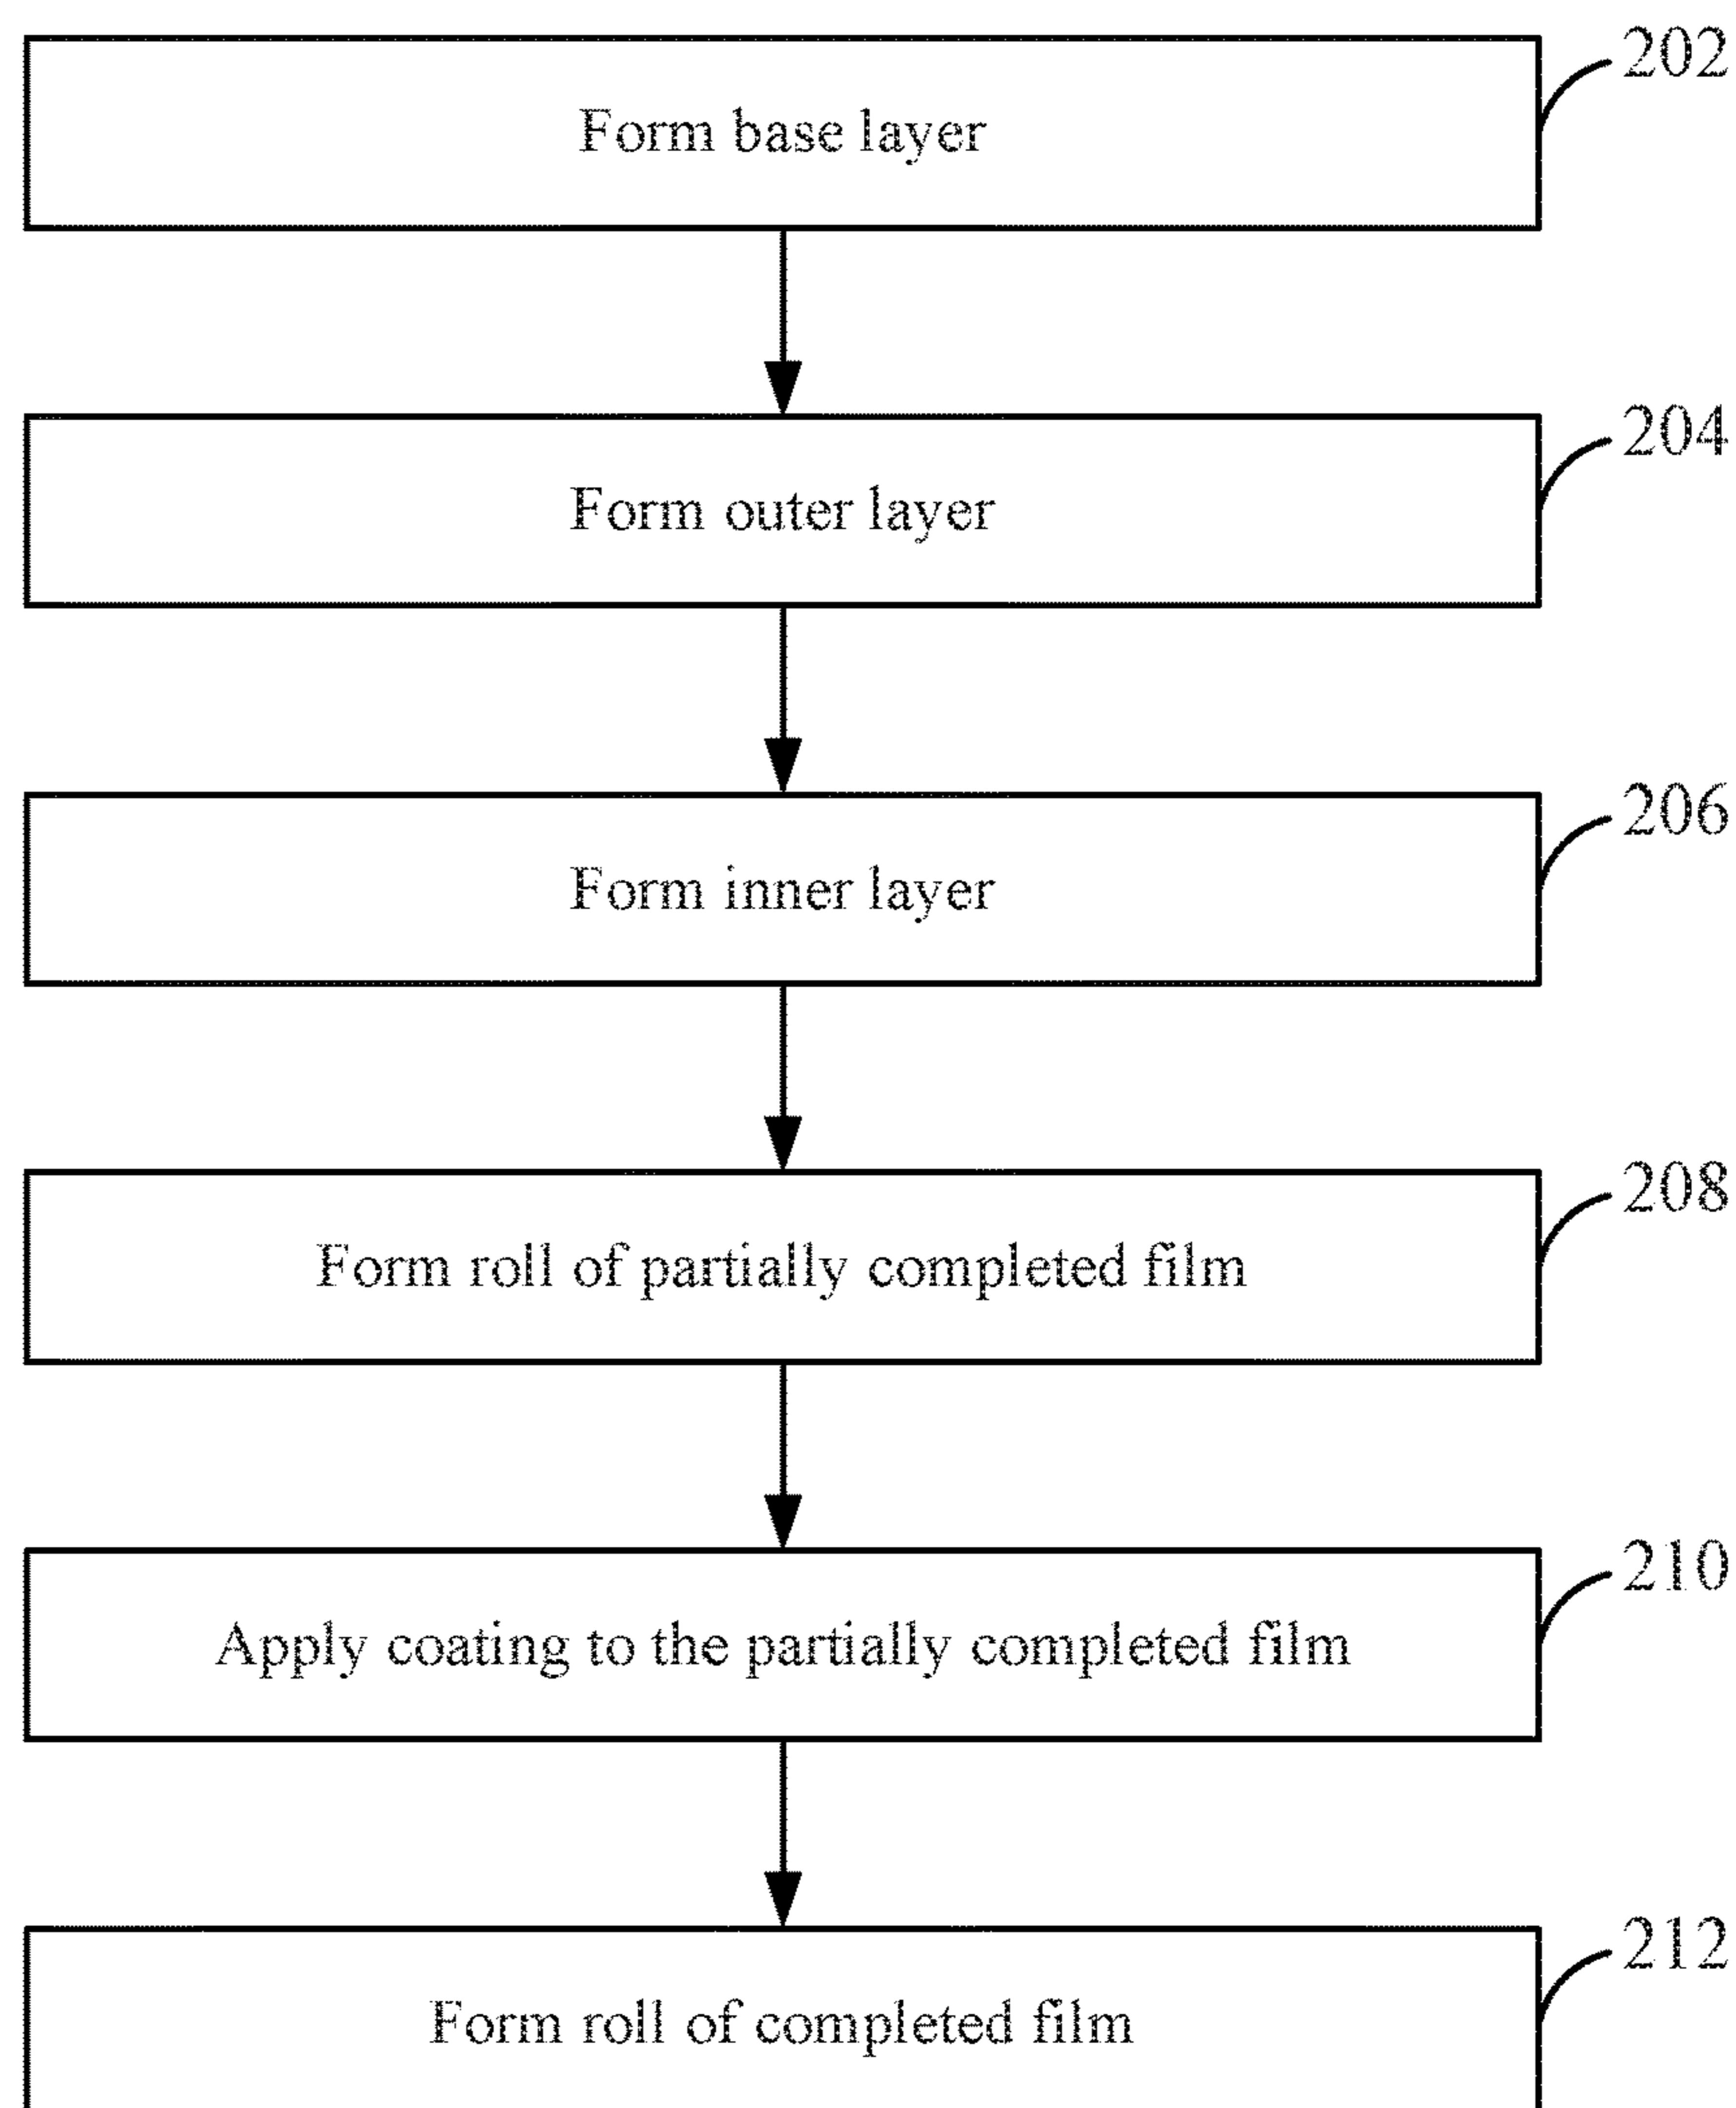 202
Form base layer
204
Form outer layer
206
Form inner layer
208
Form roll of partially completed film
210
Apply coating to the partially completed film
212
Form roll of completed film